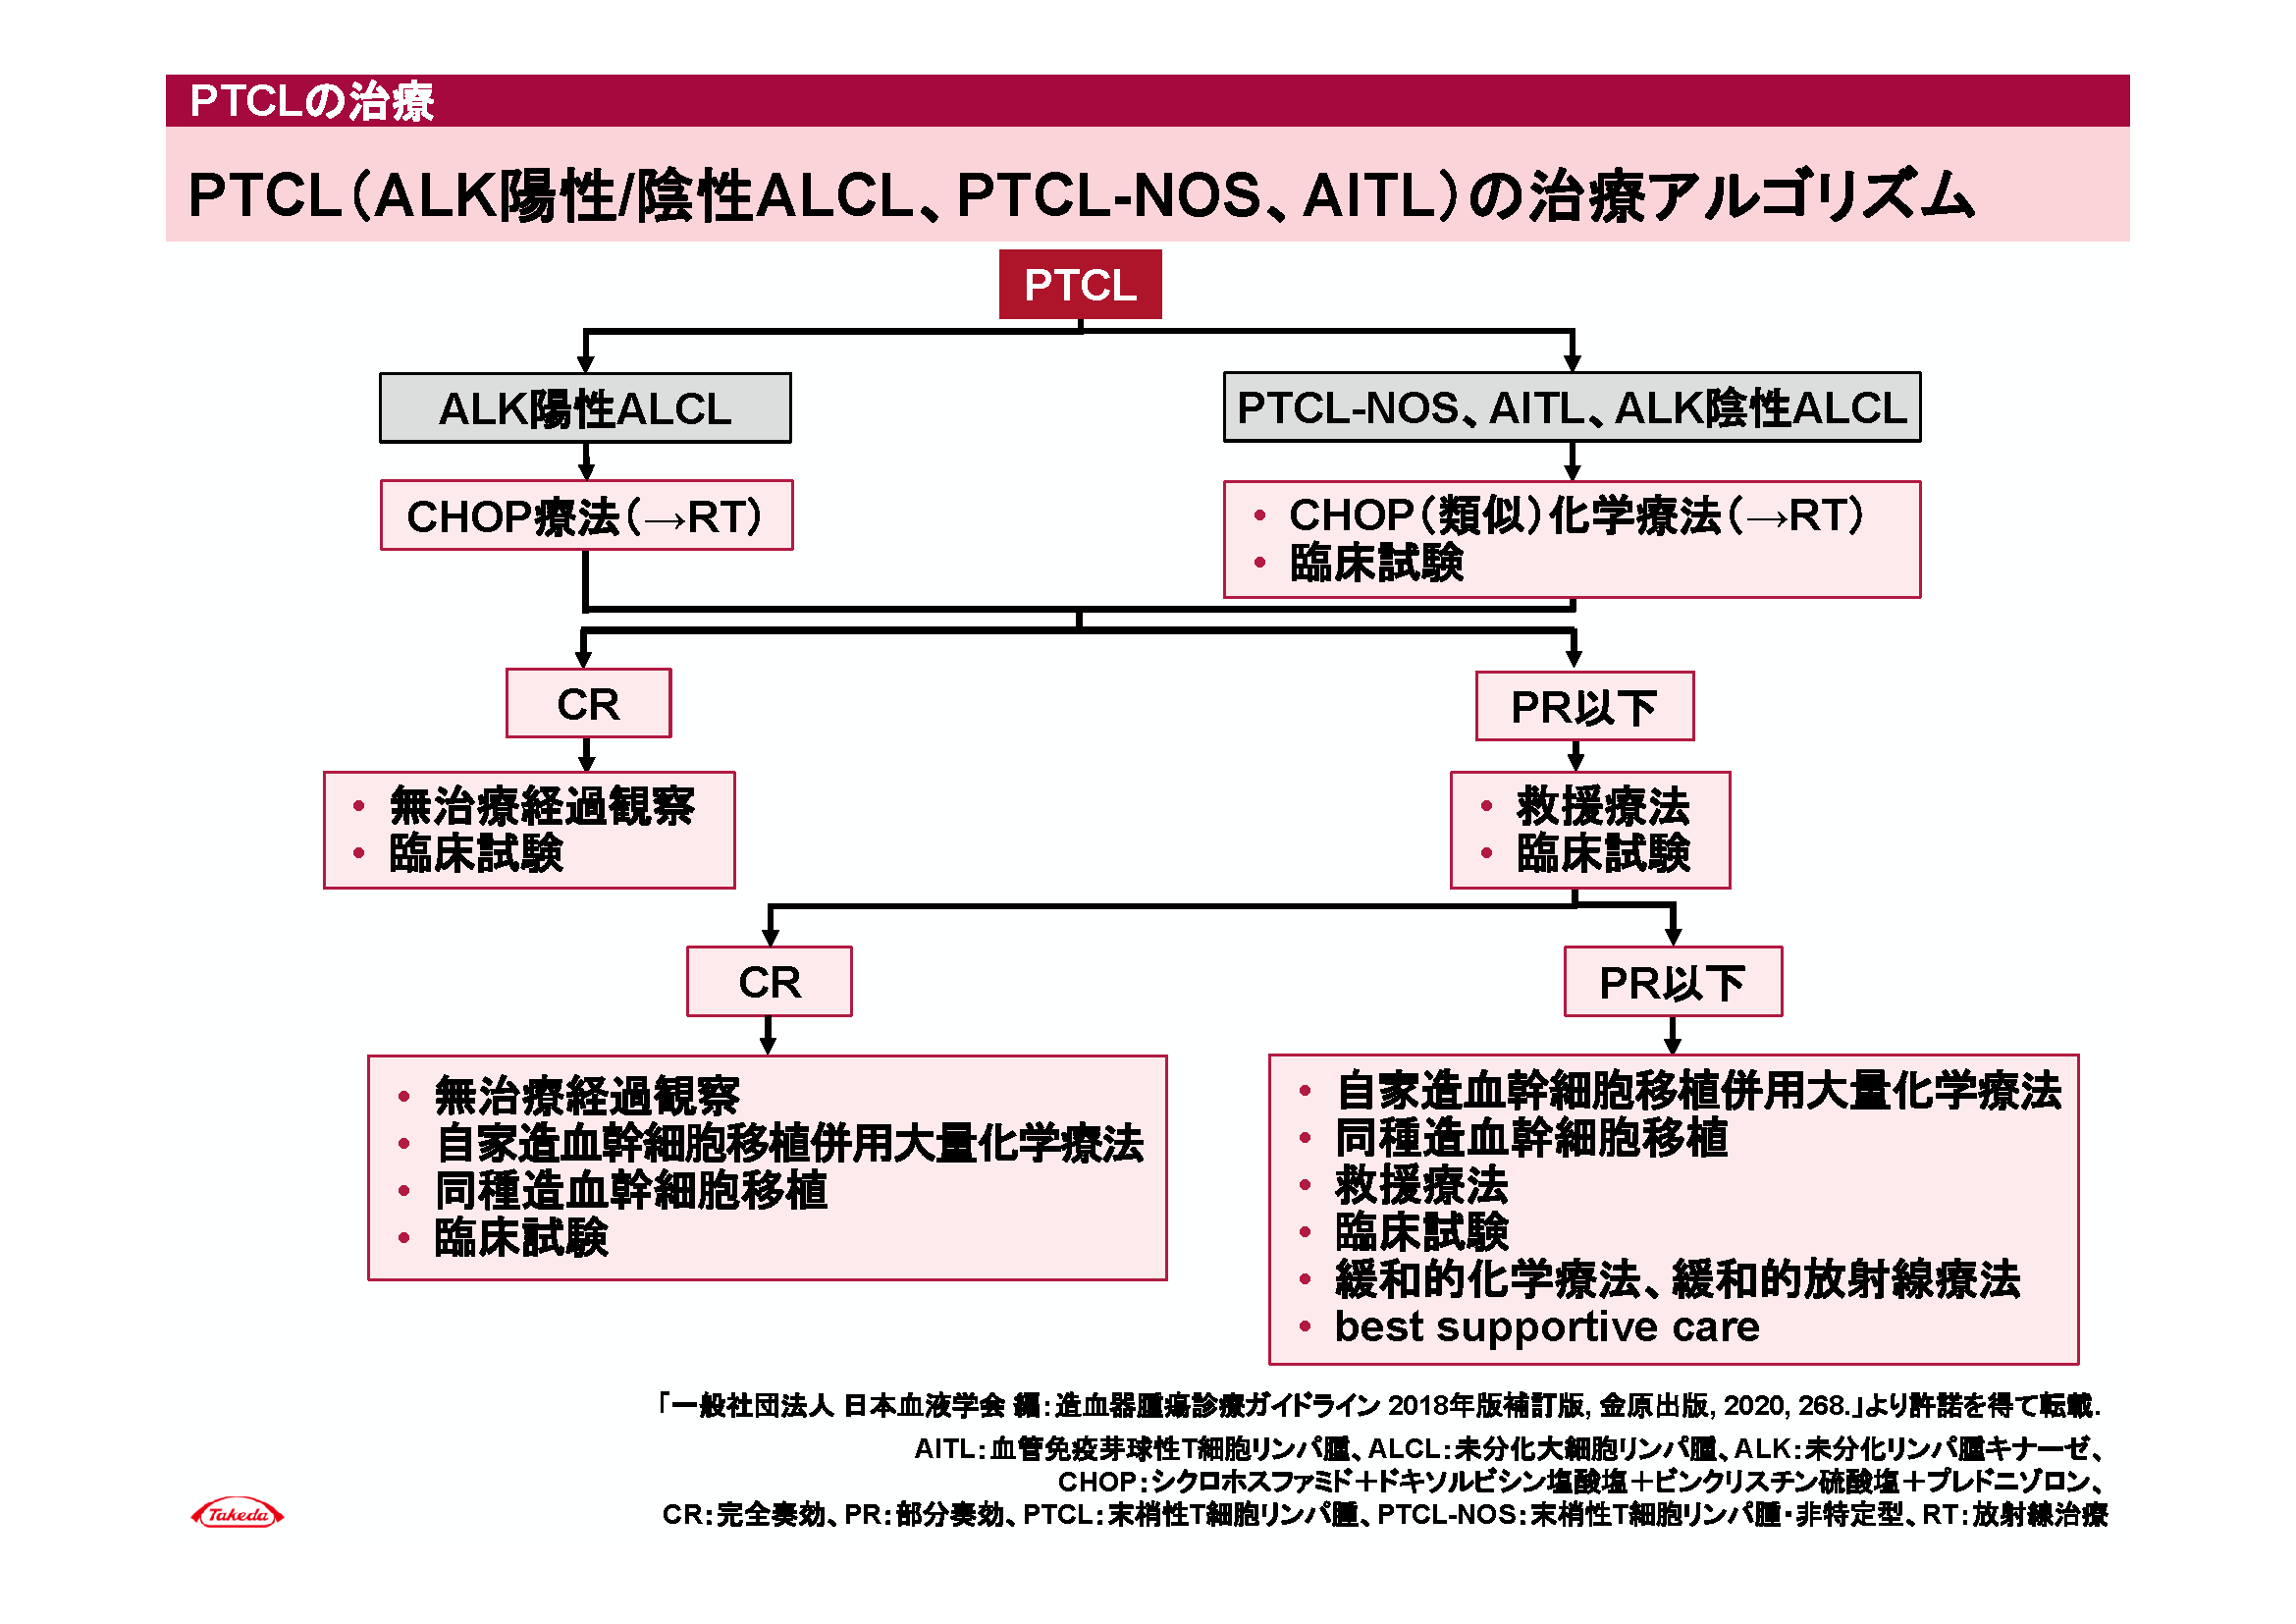 PTCLの治療
PTCL（ALK陽性/陰性ALCL、PTCL-NOS、AITL）の治療アルゴリズム
PTCL
ALK陽性ALCL
PTCL-NOS、AITL、ALK陰性ALCL
CHOP療法（→RT）
• CHOP（類似）化学療法（→RT）
• 臨床試験
CR
PR以下
• 無治療経過観察
• 臨床試験
• 救援療法
• 臨床試験
CR
PR以下
• 無治療経過観察
• 自家造血幹細胞移植併用大量化学療法
• 同種造血幹細胞移植
• 臨床試験
• 自家造血幹細胞移植併用大量化学療法
• 同種造血幹細胞移植
• 救援療法
• 臨床試験
• 緩和的化学療法、緩和的放射線療法
• best supportive care
「一般社団法人 日本血液学会 編：造血器腫瘍診療ガイドライン 2018年版補訂版, 金原出版, 2020, 268.」より許諾を得て転載.
AITL：血管免疫芽球性T細胞リンパ腫、ALCL：未分化大細胞リンパ腫、ALK：未分化リンパ腫キナーゼ、
CHOP：シクロホスファミド＋ドキソルビシン塩酸塩＋ビンクリスチン硫酸塩＋プレドニゾロン、
CR：完全奏効、PR：部分奏効、PTCL：末梢性T細胞リンパ腫、PTCL-NOS：末梢性T細胞リンパ腫・非特定型、RT：放射線治療
Takeda